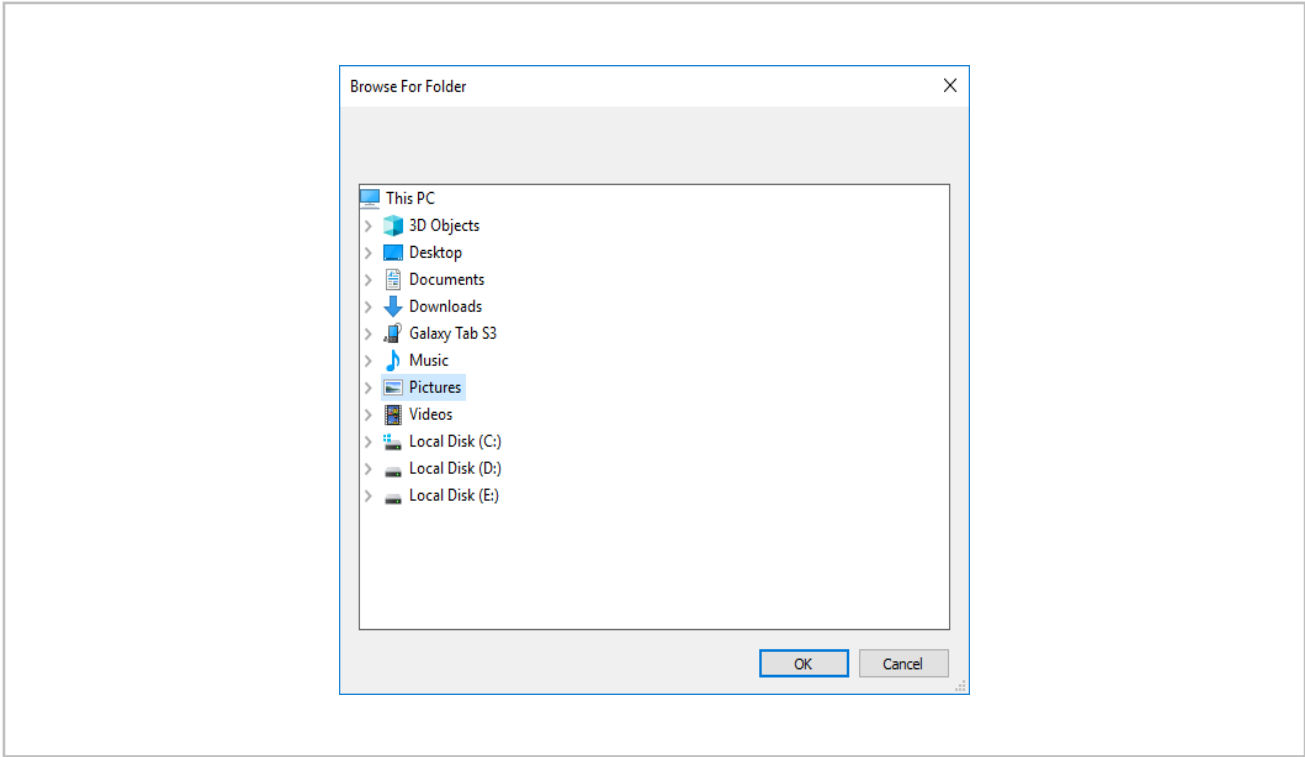 Browse For Folder
This PC
3D Objects
Desktop
Documents
Downloads
Galaxy Tab S3
Music
Pictures
Videos
Local Disk (C:)
Local Disk (D:)
Local Disk (E:)
OK Cancel